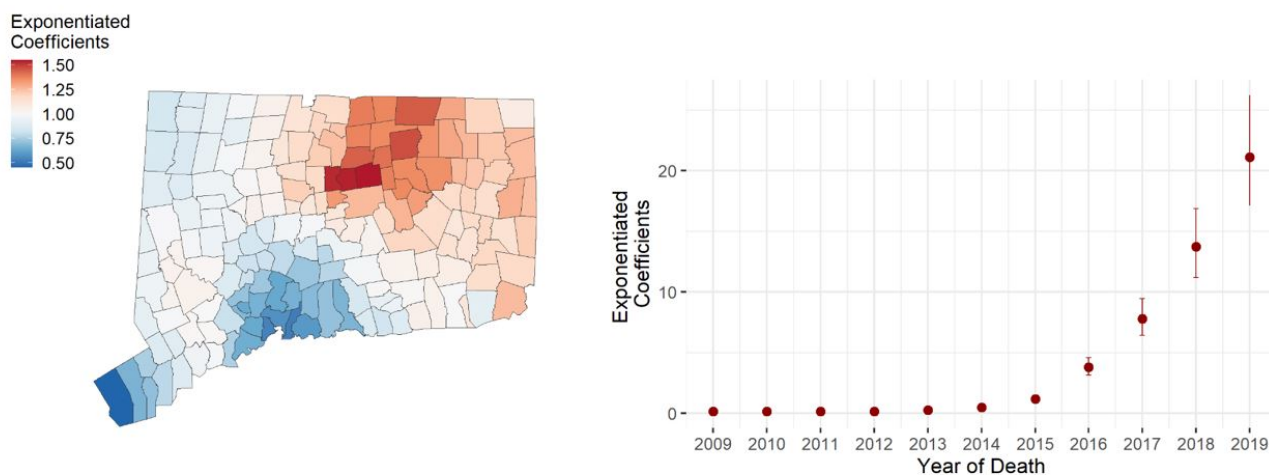 Exponentiated
Coefficients
1.50
1.25
1.00
0.75
0.50
Exponentiated
Coefficients
20
10
0
2009 2010 2011 2012 2013 2014 2015 2016 2017 2018 2019
Year of Death